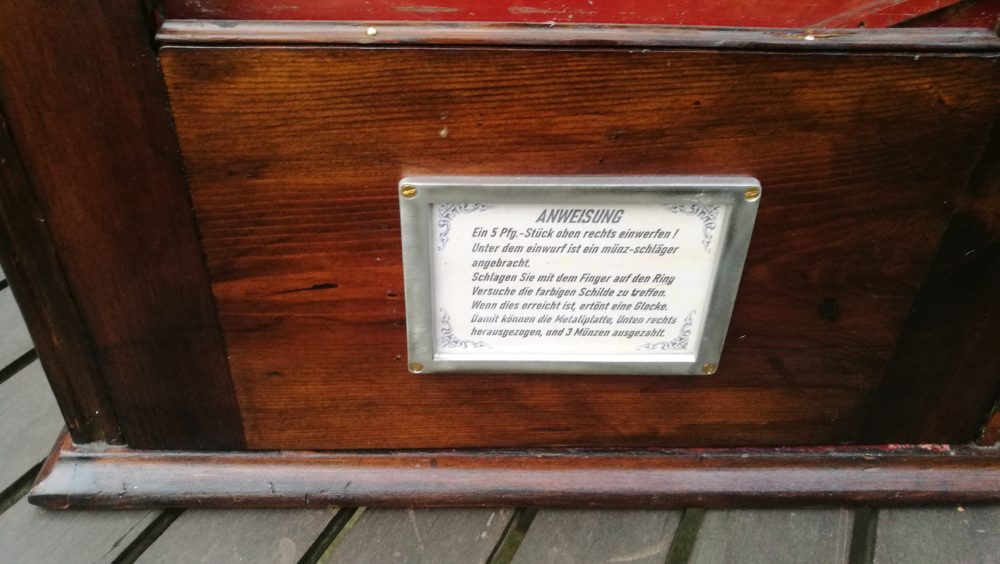 ANWEISUNG
Ein 5 Pfg.-Stück oben rechts einwerfen !
Unter dem einwurf ist ein münz-schläger
angebracht.
Schlagen Sie mit dem Finger auf den Ring
Versuche die farbigen Schilde zu treffen.
Wenn dies erreicht ist, ertönt eine Glocke.
Damit können die Metallplatte, Unten rechts
herausgezogen, und 3 Münzen ausgezahlt.